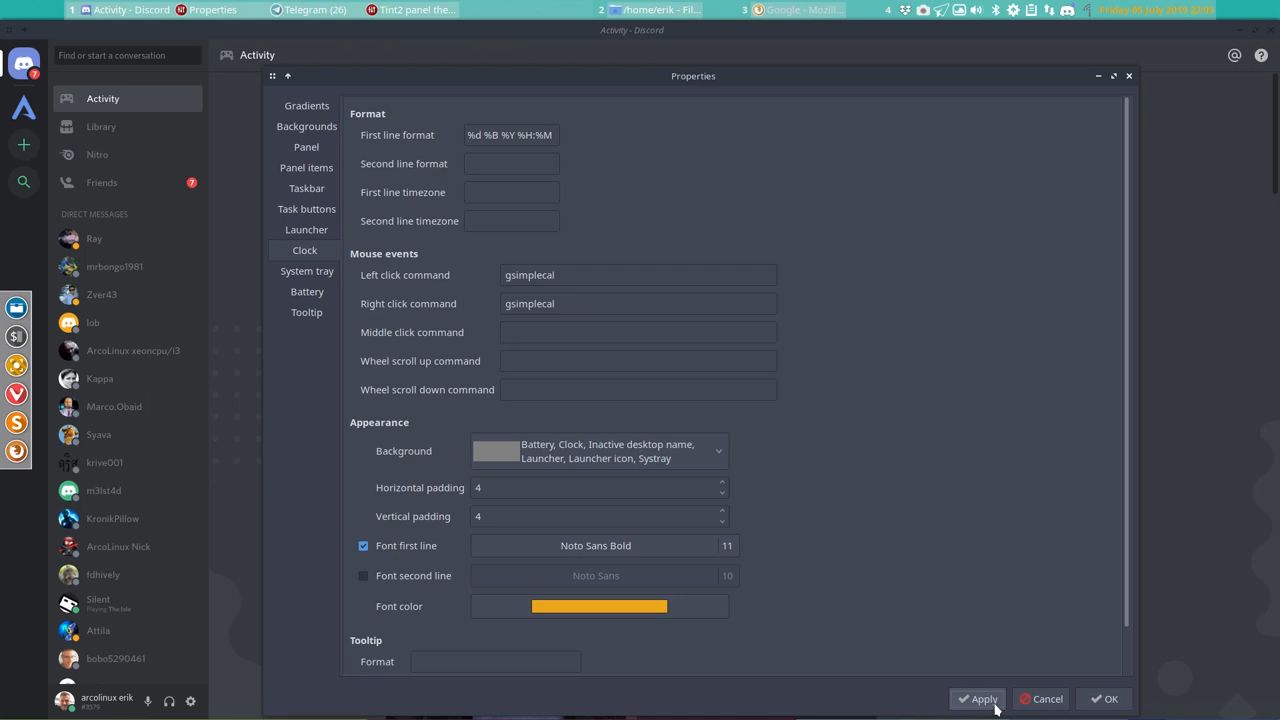 1 Activity - Discord Properties Telegram (26) Tint2 panel the... 2 /home/erik - Fil... 3 Google - Mozill... 4 Friday 05 July 2019 22:03
Activity - Discord
Find or start a conversation
Activity
7
Properties
Activity
Library
Nitro
Friends 7
DIRECT MESSAGES
Ray
mrbongo1981
Zver43
lob
ArcoLinux xeoncpu/i3
Kappa
Marco.Obaid
Syava
krive001
m3lst4d
KronikPillow
ArcoLinux Nick
fdhively
Silent
Playing The Isle
Attila
bobo5290461
arcolinux erik
#3579
Gradients
Backgrounds
Panel
Panel items
Taskbar
Task buttons
Launcher
Clock
System tray
Battery
Tooltip
Format
First line format %d %B %Y %H:%M
Second line format
First line timezone
Second line timezone
Mouse events
Left click command gsimplecal
Right click command gsimplecal
Middle click command
Wheel scroll up command
Wheel scroll down command
Appearance
Background Battery, Clock, Inactive desktop name,
Launcher, Launcher icon, Systray
Horizontal padding 4
Vertical padding 4
Font first line Noto Sans Bold 11
Font second line Noto Sans 10
Font color
Tooltip
Format
Apply Cancel OK